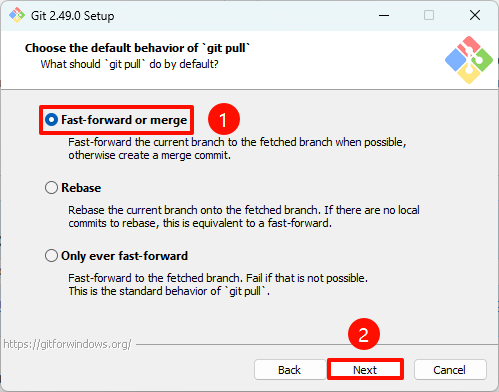 Git 2.49.0 Setup
Choose the default behavior of `git pull`
What should `git pull` do by default?
Fast-forward or merge
1
Fast-forward the current branch to the fetched branch when possible,
otherwise create a merge commit.
Rebase
Rebase the current branch onto the fetched branch. If there are no local
commits to rebase, this is equivalent to a fast-forward.
Only ever fast-forward
Fast-forward to the fetched branch. Fail if that is not possible.
This is the standard behavior of `git pull`.
2
https://gitforwindows.org/
Back
Next
Cancel